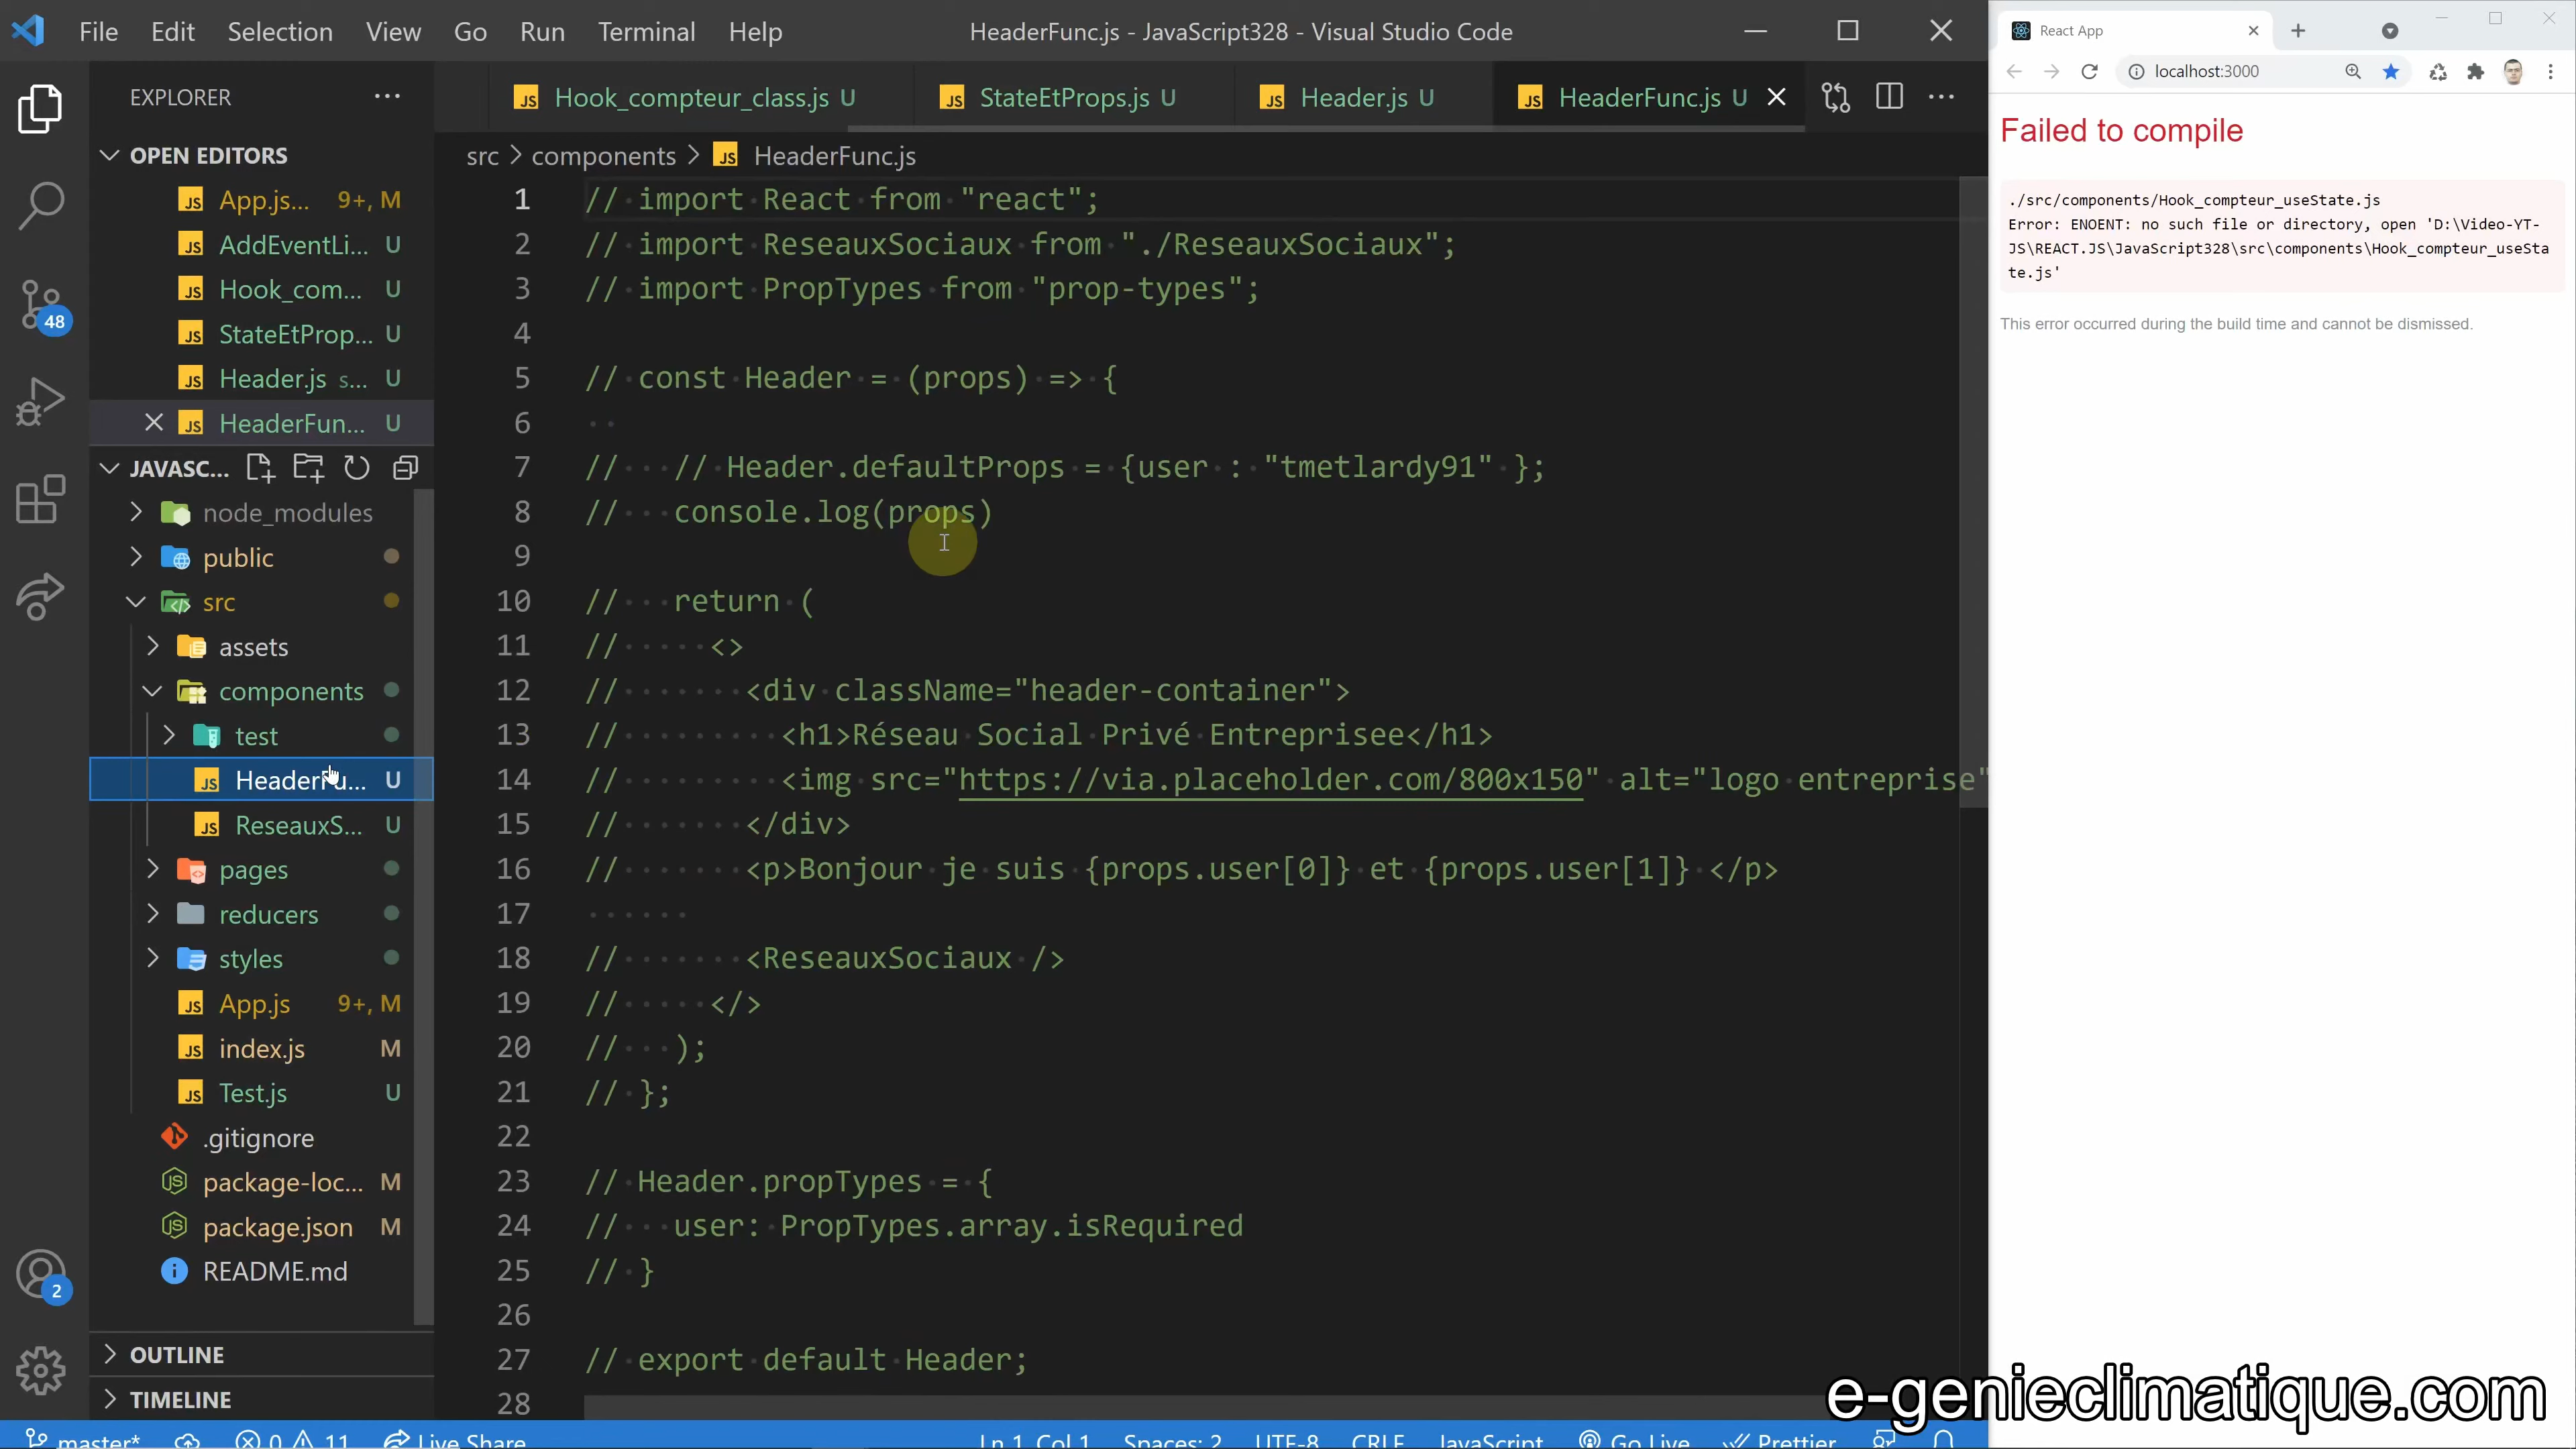 File Edit Selection View Go Run Terminal Help
HeaderFunc.js - JavaScript328 - Visual Studio Code
EXPLORER
OPEN EDITORS
App.js... 9+, M
AddEventLi... U
Hook_com... U
StateEtProp... U
Header.js s... U
HeaderFun... U
JAVASC...
node_modules
public
src
assets
components
test
HeaderFu... U
ReseauxS... U
pages
reducers
styles
App.js 9+, M
index.js M
Test.js U
.gitignore
package-loc... M
package.json M
README.md
OUTLINE
TIMELINE
48
2
Hook_compteur_class.js U
StateEtProps.js U
Header.js U
HeaderFunc.js U
src > components > HeaderFunc.js
1 // import React from "react";
2 // import ReseauxSociaux from "./ReseauxSociaux";
3 // import PropTypes from "prop-types";
4
5 // const Header = (props) => {
6
7 //   // Header.defaultProps = {user : "tmetlardy91" };
8 //   console.log(props)
9
10 //   return (
11 //     <>
12 //       <div className="header-container">
13 //         <h1>Réseau Social Privé Entreprisee</h1>
14 //         <img src="https://via.placeholder.com/800x150" alt="logo entreprise"
15 //       </div>
16 //       <p>Bonjour je suis {props.user[0]} et {props.user[1]} </p>
17
18 //       <ReseauxSociaux />
19 //     </>
20 //   );
21 // };
22
23 // Header.propTypes = {
24 //   user: PropTypes.array.isRequired
25 // }
26
27 // export default Header;
28
master* 0 11 Live Share
Ln 1, Col 1 Spaces: 2 UTF-8 CRLF JavaScript Go Live Prettier
React App
localhost:3000
Failed to compile
./src/components/Hook_compteur_useState.js
Error: ENOENT: no such file or directory, open 'D:\Video-YT-
JS\REACT.JS\JavaScript328\src\components\Hook_compteur_useSta
te.js'
This error occurred during the build time and cannot be dismissed.
e-genieclimatique.com